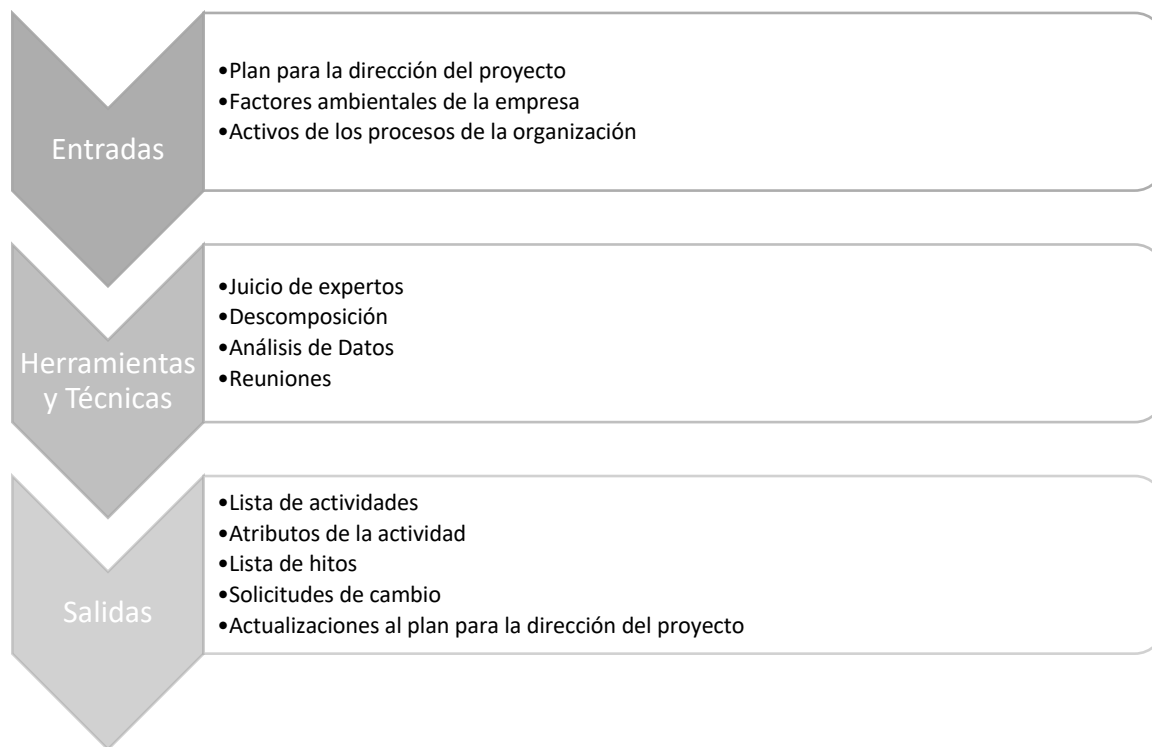 Entradas
•Plan para la dirección del proyecto
•Factores ambientales de la empresa
•Activos de los procesos de la organización
Herramientas
y Técnicas
•Juicio de expertos
•Descomposición
•Análisis de Datos
•Reuniones
Salidas
•Lista de actividades
•Atributos de la actividad
•Lista de hitos
•Solicitudes de cambio
•Actualizaciones al plan para la dirección del proyecto